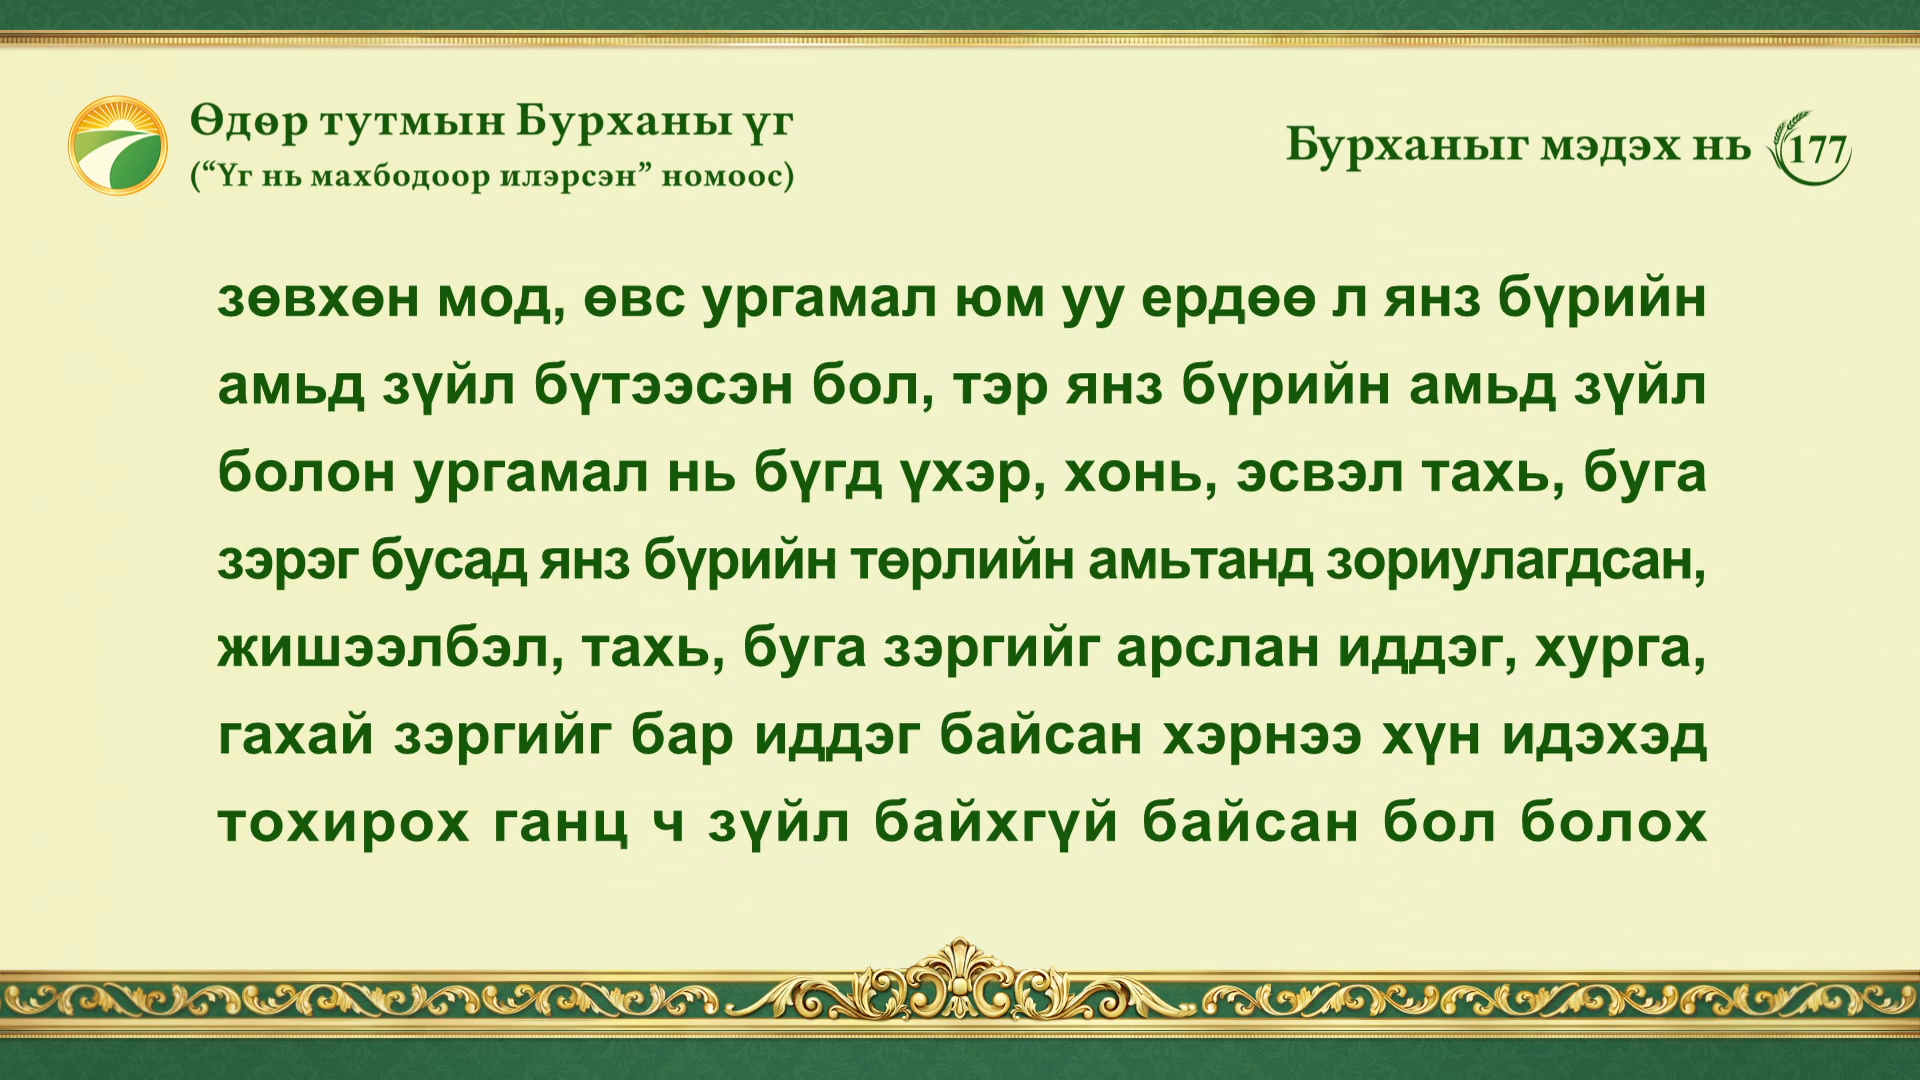 Өдөр тутмын Бурханы үг
(“Үг нь махбодоор илэрсэн” номоос)
Бурханыг мэдэх нь 177
зөвхөн мод, өвс ургамал юм уу ердөө л янз бүрийн
амьд зүйл бүтээсэн бол, тэр янз бүрийн амьд зүйл
болон ургамал нь бүгд үхэр, хонь, эсвэл тахь, буга
зэрэг бусад янз бүрийн төрлийн амьтанд зориулагдсан,
жишээлбэл, тахь, буга зэргийг арслан иддэг, хурга,
гахай зэргийг бар иддэг байсан хэрнээ хүн идэхэд
тохирох ганц ч зүйл байхгүй байсан бол болох